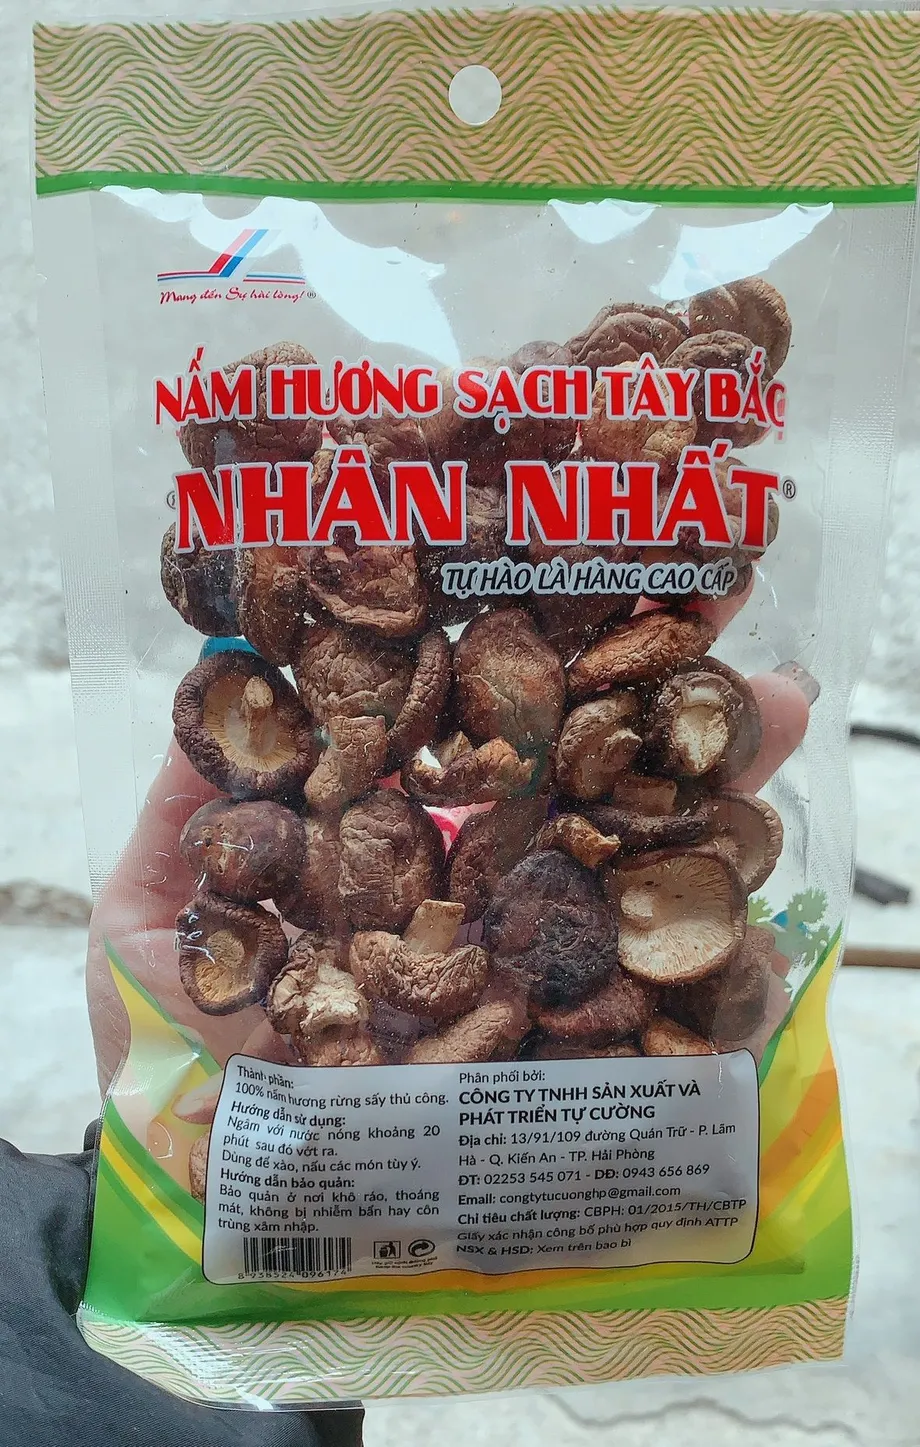 Mang đến Sự hài lòng! ®
NẤM HƯƠNG SẠCH TÂY BẮC
NHÂN NHẤT®
TỰ HÀO LÀ HÀNG CAO CẤP
Thành phần:
100% nấm hương rừng sấy thủ công.
Hướng dẫn sử dụng:
Ngâm với nước nóng khoảng 20
phút sau đó vớt ra.
Dùng để xào, nấu các món tùy ý.
Hướng dẫn bảo quản:
Bảo quản ở nơi khô ráo, thoáng
mát, không bị nhiễm bẩn hay côn
trùng xâm nhập.
8 938524 096174
Phân phối bởi:
CÔNG TY TNHH SẢN XUẤT VÀ
PHÁT TRIỂN TỰ CƯỜNG
Địa chỉ: 13/91/109 đường Quán Trữ - P. Lãm
Hà - Q. Kiến An - TP. Hải Phòng
ĐT: 02253 545 071 - DĐ: 0943 656 869
Email: congtytucuonghp@gmail.com
Chỉ tiêu chất lượng: CBPH: 01/2015/TH/CBTP
Giấy xác nhận công bố phù hợp quy định ATTP
NSX & HSD: Xem trên bao bì